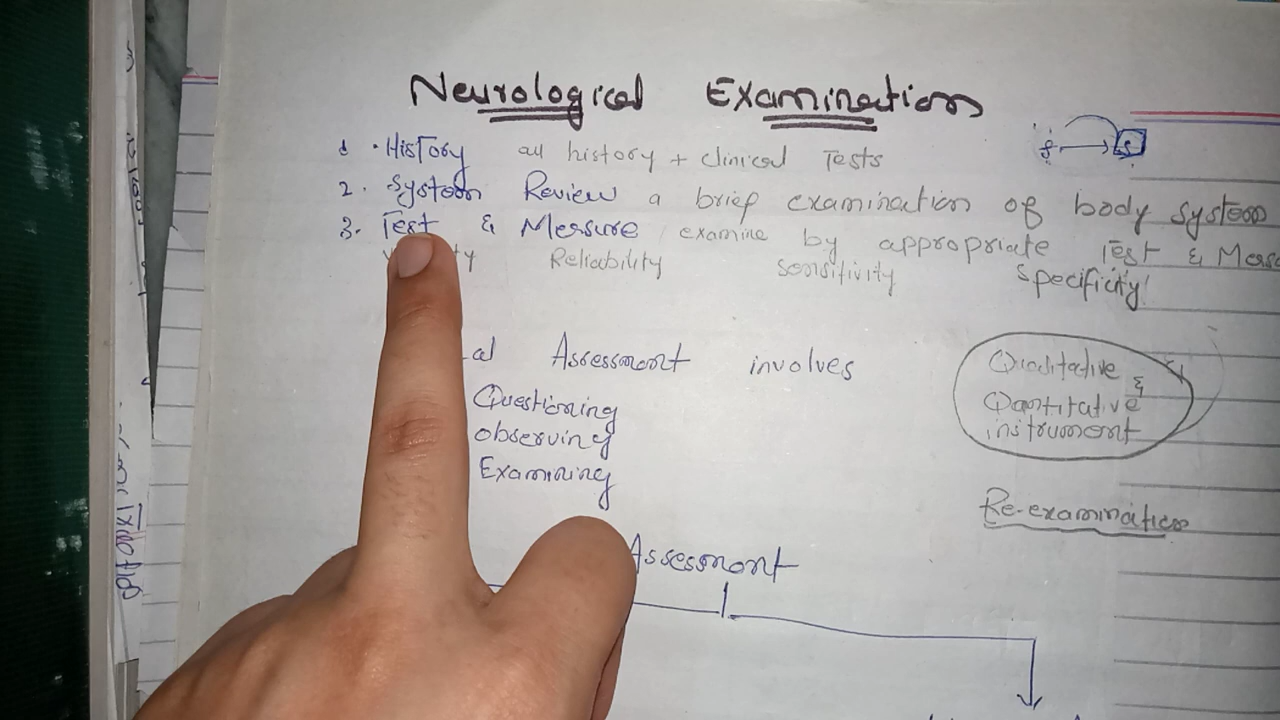 Neurological Examination
1 · History all history + clinical Tests
2. System Review a brief examination of body system
3. Test & Measure examine by appropriate Test & Meas
Reliability sensitivity Specificity
Assessment involves
Questioning
observing
Examining
Qualitative &
Quantitative
instrument
Re-examination
Assessment